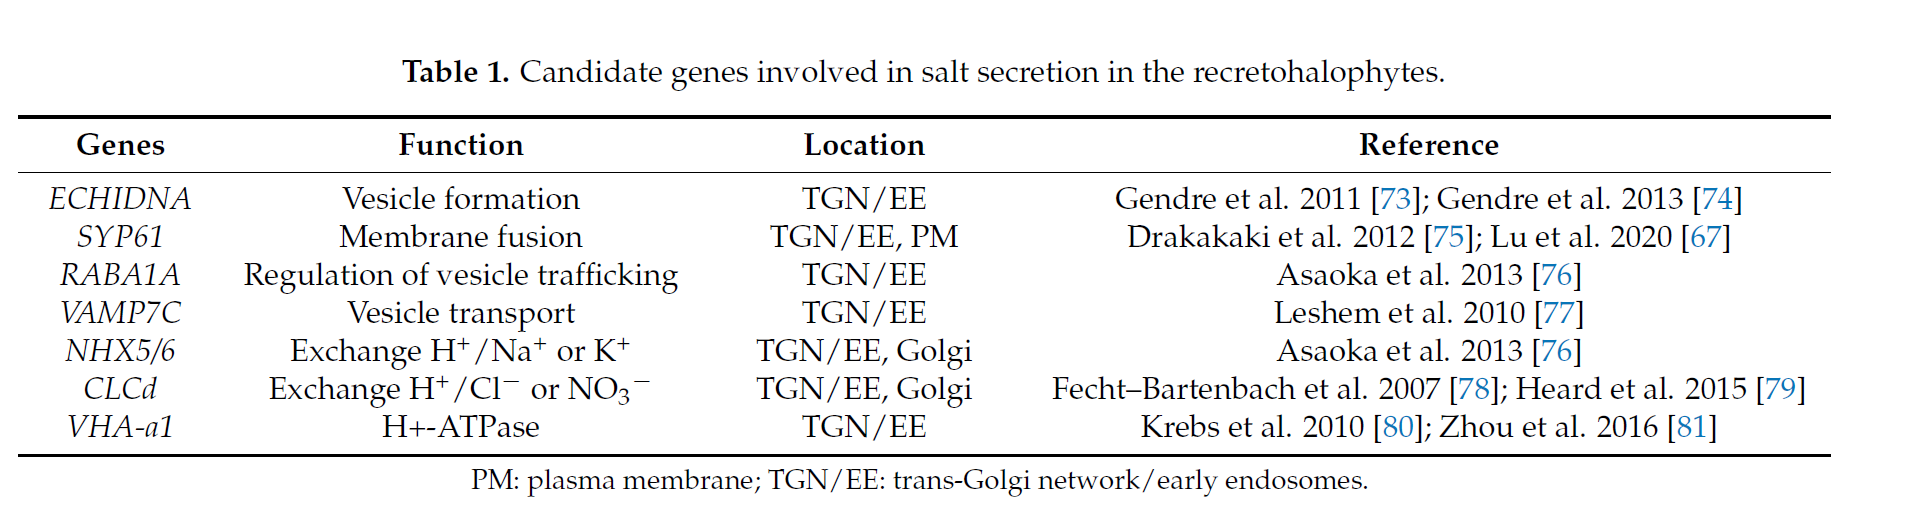 Table 1. Candidate genes involved in salt secretion in the recretohalophytes.
Genes Function Location Reference
ECHIDNA Vesicle formation TGN/EE Gendre et al. 2011 [73]; Gendre et al. 2013 [74]
SYP61 Membrane fusion TGN/EE, PM Drakakaki et al. 2012 [75]; Lu et al. 2020 [67]
RABA1A Regulation of vesicle trafficking TGN/EE Asaoka et al. 2013 [76]
VAMP7C Vesicle transport TGN/EE Leshem et al. 2010 [77]
NHX5/6 Exchange H⁺/Na⁺ or K⁺ TGN/EE, Golgi Asaoka et al. 2013 [76]
CLCd Exchange H⁺/Cl⁻ or NO₃⁻ TGN/EE, Golgi Fecht–Bartenbach et al. 2007 [78]; Heard et al. 2015 [79]
VHA-a1 H+-ATPase TGN/EE Krebs et al. 2010 [80]; Zhou et al. 2016 [81]
PM: plasma membrane; TGN/EE: trans-Golgi network/early endosomes.